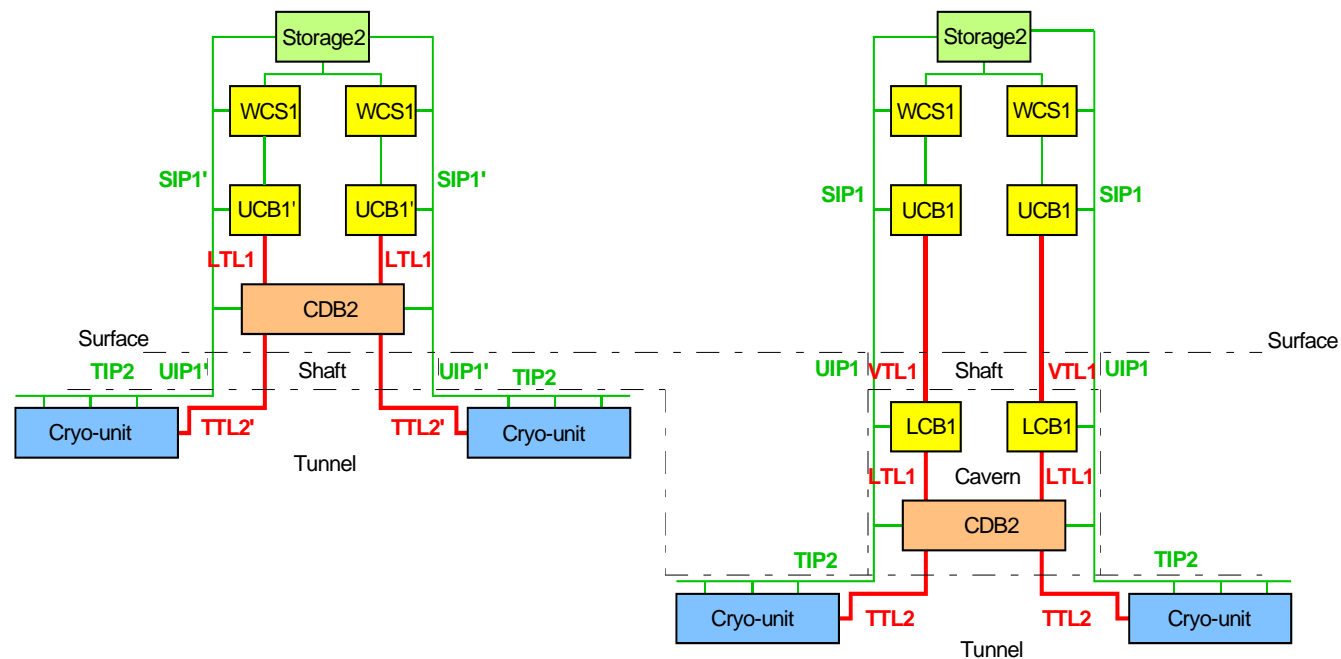 Storage2
Storage2
WCS1
WCS1
WCS1
WCS1
SIP1'
SIP1'
SIP1
SIP1
UCB1'
UCB1'
UCB1
UCB1
LTL1
LTL1
CDB2
Surface
Surface
TIP2
UIP1'
Shaft
UIP1'
TIP2
UIP1
VTL1
Shaft
VTL1
UIP1
Cryo-unit
TTL2'
TTL2'
Cryo-unit
LCB1
LCB1
Tunnel
LTL1
Cavern
LTL1
CDB2
TIP2
TIP2
Cryo-unit
TTL2
TTL2
Cryo-unit
Tunnel